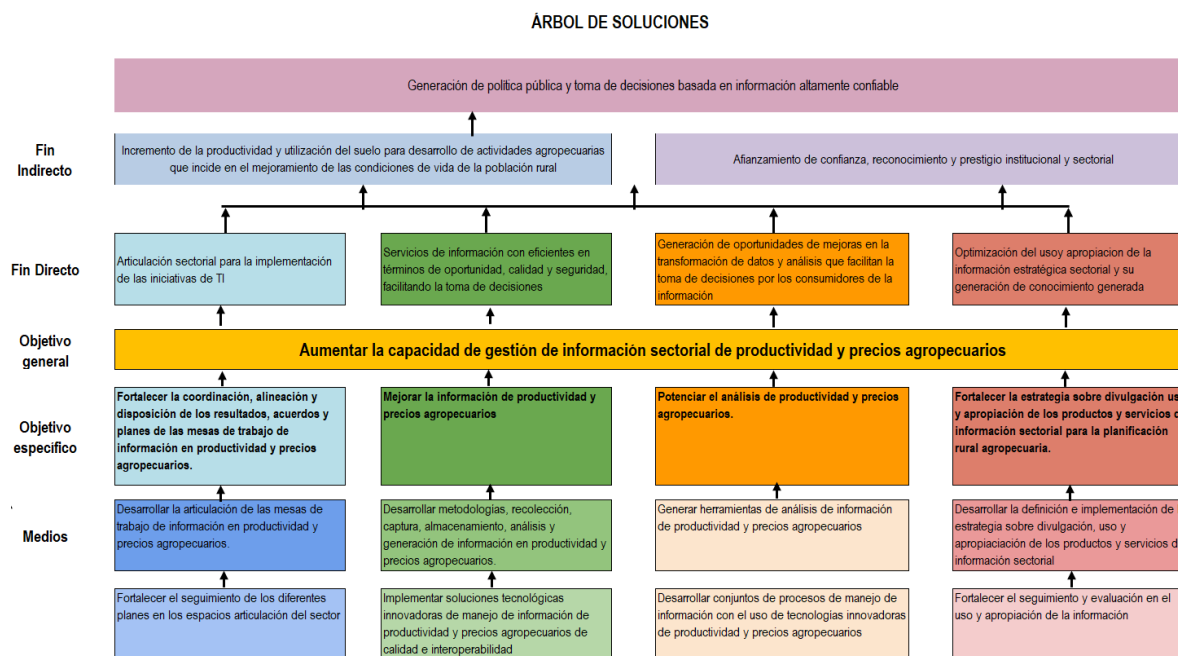 ÁRBOL DE SOLUCIONES
Generación de política pública y toma de decisiones basada en información altamente confiable
Fin
Indirecto
Incremento de la productividad y utilización del suelo para desarrollo de actividades agropecuarias
que incide en el mejoramiento de las condiciones de vida de la población rural
Afianzamiento de confianza, reconocimiento y prestigio institucional y sectorial
Fin Directo
Articulación sectorial para la implementación
de las iniciativas de TI
Servicios de información con eficientes en
términos de oportunidad, calidad y seguridad,
facilitando la toma de decisiones
Generación de oportunidades de mejoras en la
transformación de datos y análisis que facilitan la
toma de decisiones por los consumidores de la
información
Optimización del usoy apropiacion de la
información estratégica sectorial y su
generación de conocimiento generada
Objetivo
general
Aumentar la capacidad de gestión de información sectorial de productividad y precios agropecuarios
Objetivo
específico
Fortalecer la coordinación, alineación y
disposición de los resultados, acuerdos y
planes de las mesas de trabajo de
información en productividad y precios
agropecuarios.
Mejorar la información de productividad y
precios agropecuarios
Potenciar el análisis de productividad y precios
agropecuarios.
Fortalecer la estrategia sobre divulgación us
y apropiación de los productos y servicios d
información sectorial para la planificación
rural agropecuaria.
Medios
Desarrollar la articulación de las mesas de
trabajo de información en productividad y
precios agropecuarios.
Desarrollar metodologías, recolección,
captura, almacenamiento, análisis y
generación de información en productividad y
precios agropecuarios.
Generar herramientas de análisis de información
de productividad y precios agropecuarios
Desarrollar la definición e implementación de l
estrategia sobre divulgación, uso y
apropiaciación de los productos y servicios d
información sectorial
Fortalecer el seguimiento de los diferentes
planes en los espacios articulación del sector
Implementar soluciones tecnológicas
innovadoras de manejo de información de
productividad y precios agropecuarios de
calidad e interoperabilidad
Desarrollar conjuntos de procesos de manejo de
información con el uso de tecnologías innovadoras
de productividad y precios agropecuarios
Fortalecer el seguimiento y evaluación en el
uso y apropiación de la información